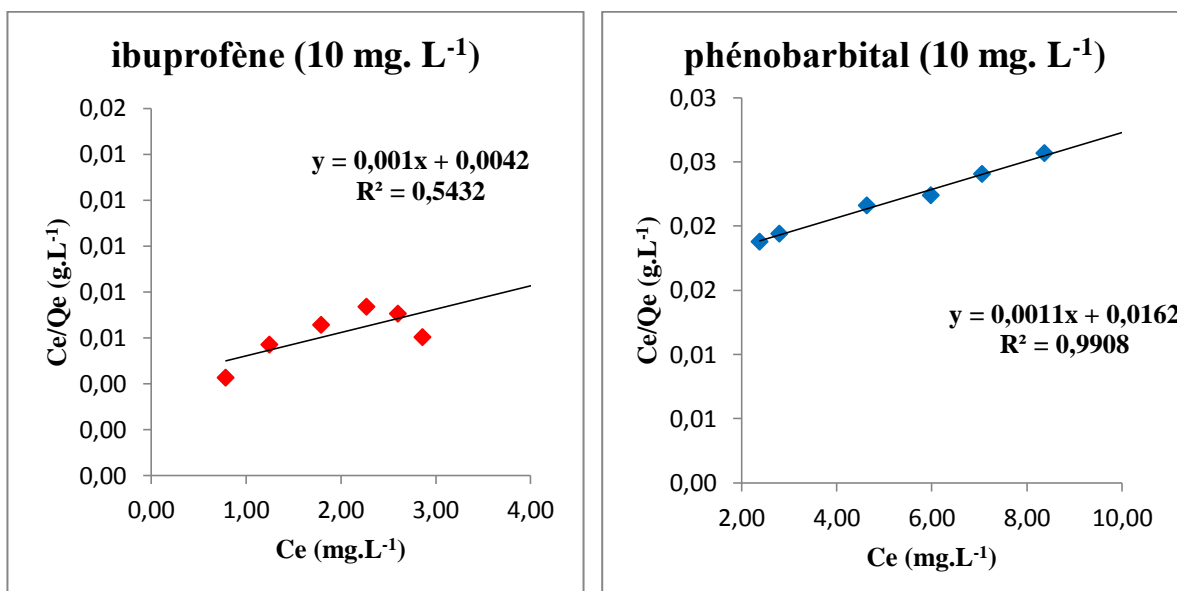 ibuprofène (10 mg. L-1)
0,02
0,01
0,01
0,01
0,01
0,01
0,00
0,00
0,00
y = 0,001x + 0,0042
R² = 0,5432
Ce/Qe (g.L-1)
0,00 1,00 2,00 3,00 4,00
Ce (mg.L-1)
phénobarbital (10 mg. L-1)
0,03
0,03
0,02
0,02
0,01
0,01
0,00
y = 0,0011x + 0,0162
R² = 0,9908
Ce/Qe (g.L-1)
2,00 4,00 6,00 8,00 10,00
Ce (mg.L-1)